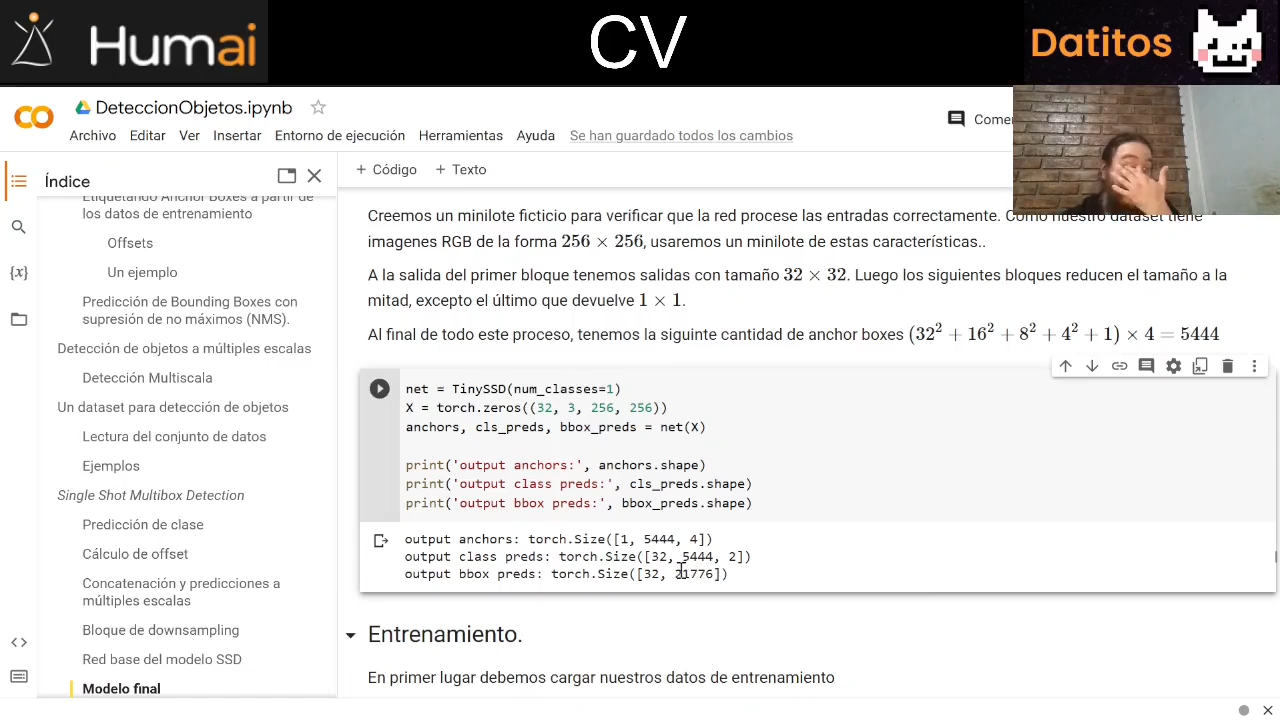 Humai
CV
Datitos
DeteccionObjetos.ipynb
Archivo Editar Ver Insertar Entorno de ejecución Herramientas Ayuda Se han guardado todos los cambios
Índice
+ Código + Texto
Etiquetando Anchor Boxes a partir de
los datos de entrenamiento
Offsets
Un ejemplo
Predicción de Bounding Boxes con
supresión de no máximos (NMS).
Detección de objetos a múltiples escalas
Detección Multiscala
Un dataset para detección de objetos
Lectura del conjunto de datos
Ejemplos
Single Shot Multibox Detection
Predicción de clase
Cálculo de offset
Concatenación y predicciones a
múltiples escalas
Bloque de downsampling
Red base del modelo SSD
Modelo final
Creemos un minilote ficticio para verificar que la red procese las entradas correctamente. Como nuestro dataset tiene
imagenes RGB de la forma 256 × 256, usaremos un minilote de estas características..
A la salida del primer bloque tenemos salidas con tamaño 32 × 32. Luego los siguientes bloques reducen el tamaño a la
mitad, excepto el último que devuelve 1 × 1.
Al final de todo este proceso, tenemos la siguinte cantidad de anchor boxes (32² + 16² + 8² + 4² + 1) × 4 = 5444
net = TinySSD(num_classes=1)
X = torch.zeros((32, 3, 256, 256))
anchors, cls_preds, bbox_preds = net(X)
print('output anchors:', anchors.shape)
print('output class preds:', cls_preds.shape)
print('output bbox preds:', bbox_preds.shape)
output anchors: torch.Size([1, 5444, 4])
output class preds: torch.Size([32, 5444, 2])
output bbox preds: torch.Size([32, 21776])
Entrenamiento.
En primer lugar debemos cargar nuestros datos de entrenamiento